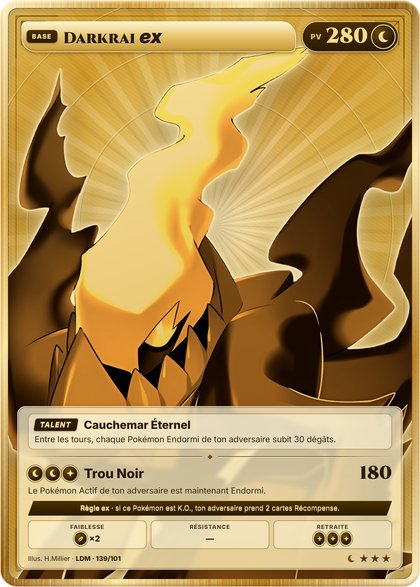 BASE DARKRAI ex PV 280
TALENT Cauchemar Éternel
Entre les tours, chaque Pokémon Endormi de ton adversaire subit 30 dégâts.
Trou Noir 180
Le Pokémon Actif de ton adversaire est maintenant Endormi.
Règle ex · si ce Pokémon est K.O., ton adversaire prend 2 cartes Récompense.
FAIBLESSE RÉSISTANCE RETRAITE
×2 —
Illus. H.Millier · LDM · 139/101